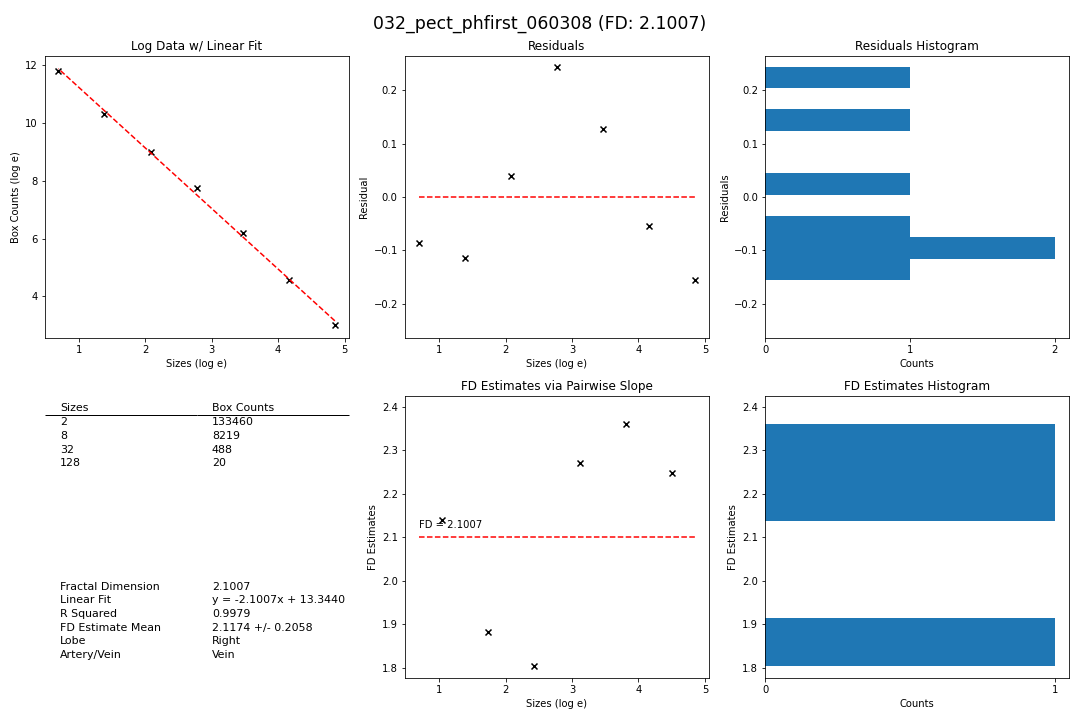 032_pect_phfirst_060308 (FD: 2.1007)
Log Data w/ Linear Fit
12
10
8
6
4
Box Counts (log e)
1 2 3 4 5
Sizes (log e)
Residuals
0.2
0.1
0.0
−0.1
−0.2
Residual
1 2 3 4 5
Sizes (log e)
Residuals Histogram
0.2
0.1
0.0
−0.1
−0.2
Residuals
0 1 2
Counts
Sizes Box Counts
2 133460
8 8219
32 488
128 20
Fractal Dimension 2.1007
Linear Fit y = -2.1007x + 13.3440
R Squared 0.9979
FD Estimate Mean 2.1174 +/- 0.2058
Lobe Right
Artery/Vein Vein
FD Estimates via Pairwise Slope
2.4
2.3
2.2
2.1
2.0
1.9
1.8
FD Estimates
FD = 2.1007
1 2 3 4 5
Sizes (log e)
FD Estimates Histogram
2.4
2.3
2.2
2.1
2.0
1.9
1.8
FD Estimates
0 1
Counts